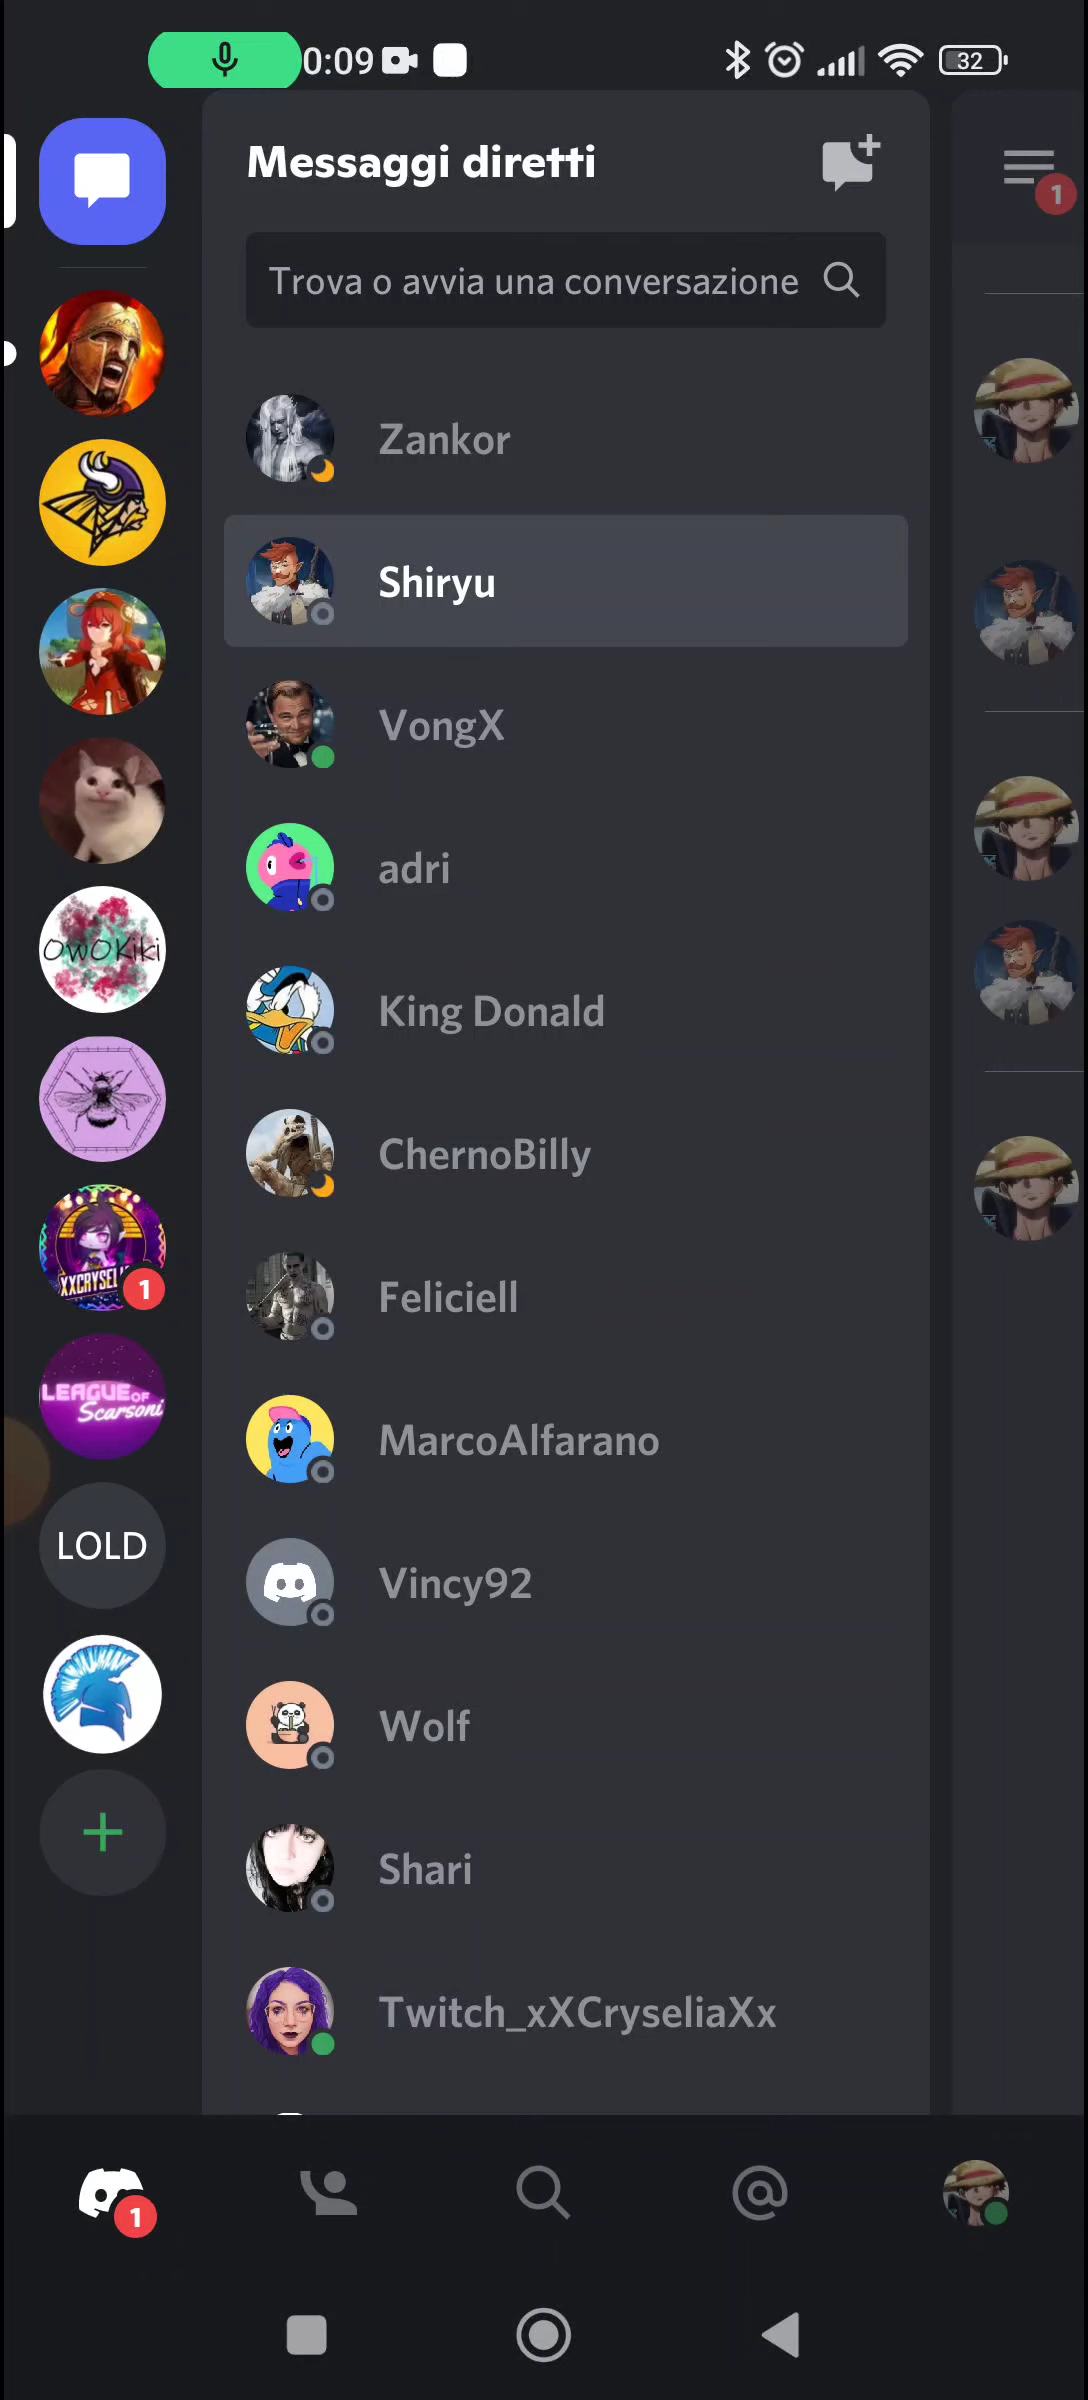 0:09
32
Messaggi diretti
1
Trova o avvia una conversazione
Zankor
Shiryu
VongX
adri
OwOKiki
King Donald
ChernoBilly
XXCRYSELI
1
Feliciell
LEAGUE OF
Scarsoni
MarcoAlfarano
LOLD
Vincy92
Wolf
Shari
Twitch_xXCryseliaXx
1